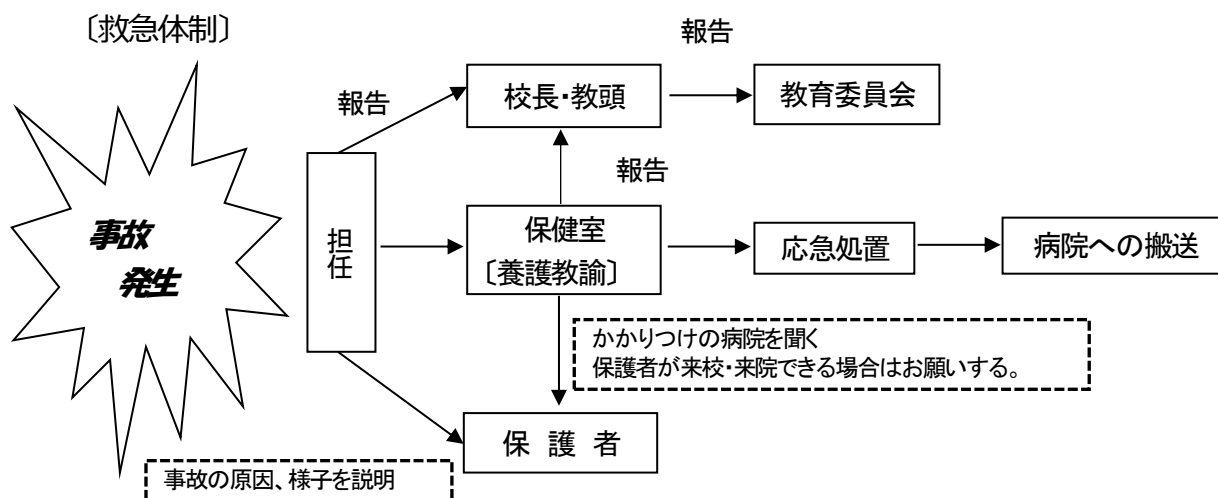 〔救急体制〕
報告
校長・教頭
教育委員会
報告
報告
事故
発生
担任
保健室
〔養護教諭〕
応急処置
病院への搬送
かかりつけの病院を聞く
保護者が来校・来院できる場合はお願いする。
保 護 者
事故の原因、様子を説明